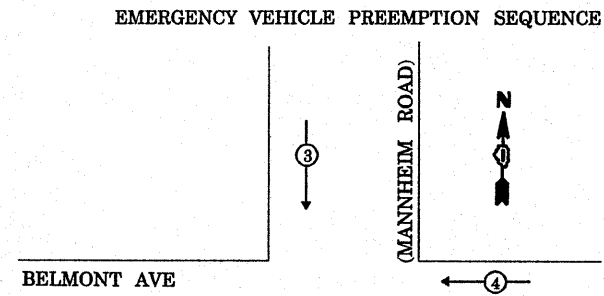 EMERGENCY VEHICLE PREEMPTION SEQUENCE
(MANNHEIM ROAD)
N
3
BELMONT AVE
4